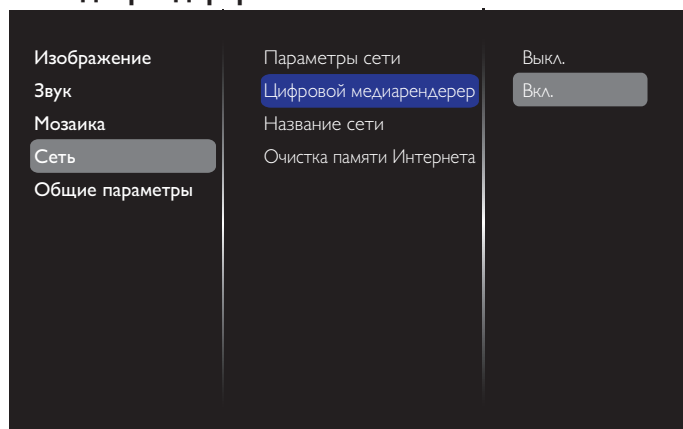 Изображение
Звук
Мозаика
Сеть
Общие параметры
Параметры сети
Цифровой медиарендерер
Название сети
Очистка памяти Интернета
Выкл.
Вкл.